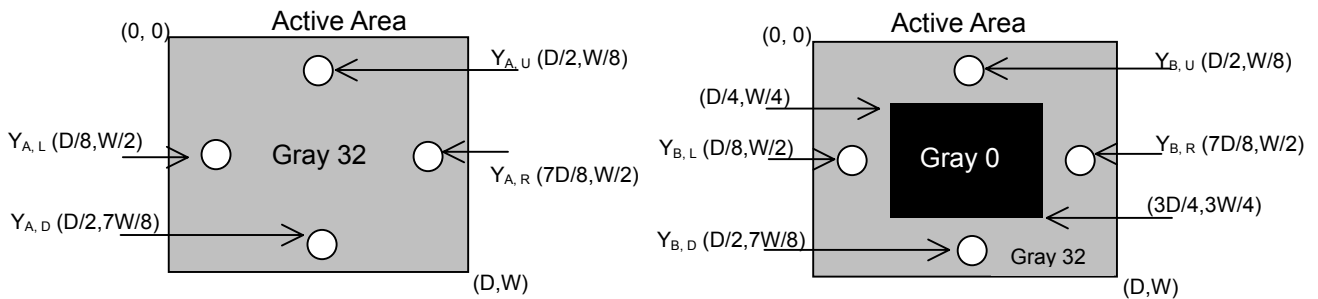 Active Area
(0, 0)
Y_A, U (D/2,W/8)
Y_A, L (D/8,W/2)
Gray 32
Y_A, R (7D/8,W/2)
Y_A, D (D/2,7W/8)
(D,W)
Active Area
(0, 0)
Y_B, U (D/2,W/8)
(D/4,W/4)
Y_B, L (D/8,W/2)
Gray 0
Y_B, R (7D/8,W/2)
(3D/4,3W/4)
Y_B, D (D/2,7W/8)
Gray 32
(D,W)